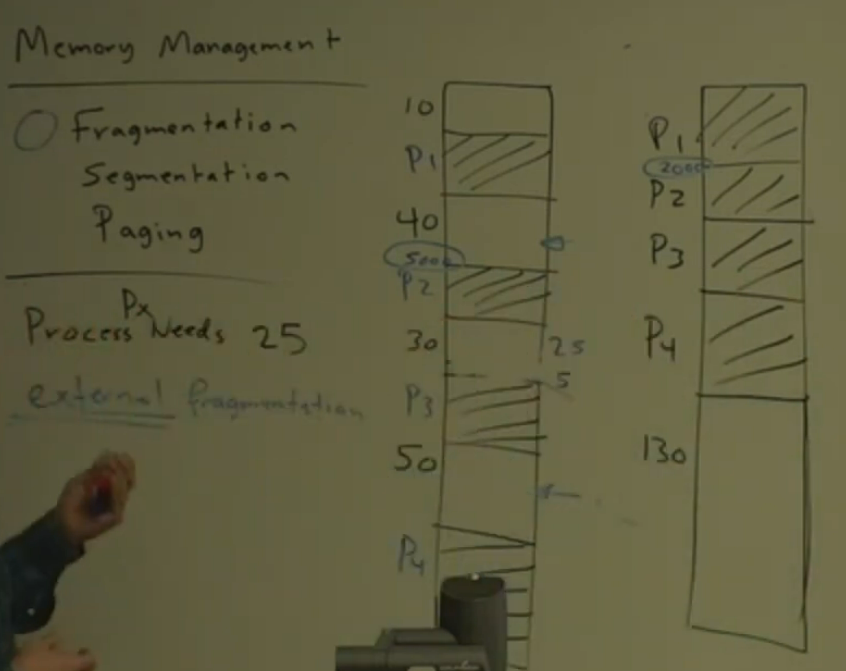 Memory Management
Fragmentation
Segmentation
Paging
Px
Process Needs 25
external fragmentation
10
P1
40
5000
P2
30
25
5
P3
50
P4
P1
2000
P2
P3
P4
130